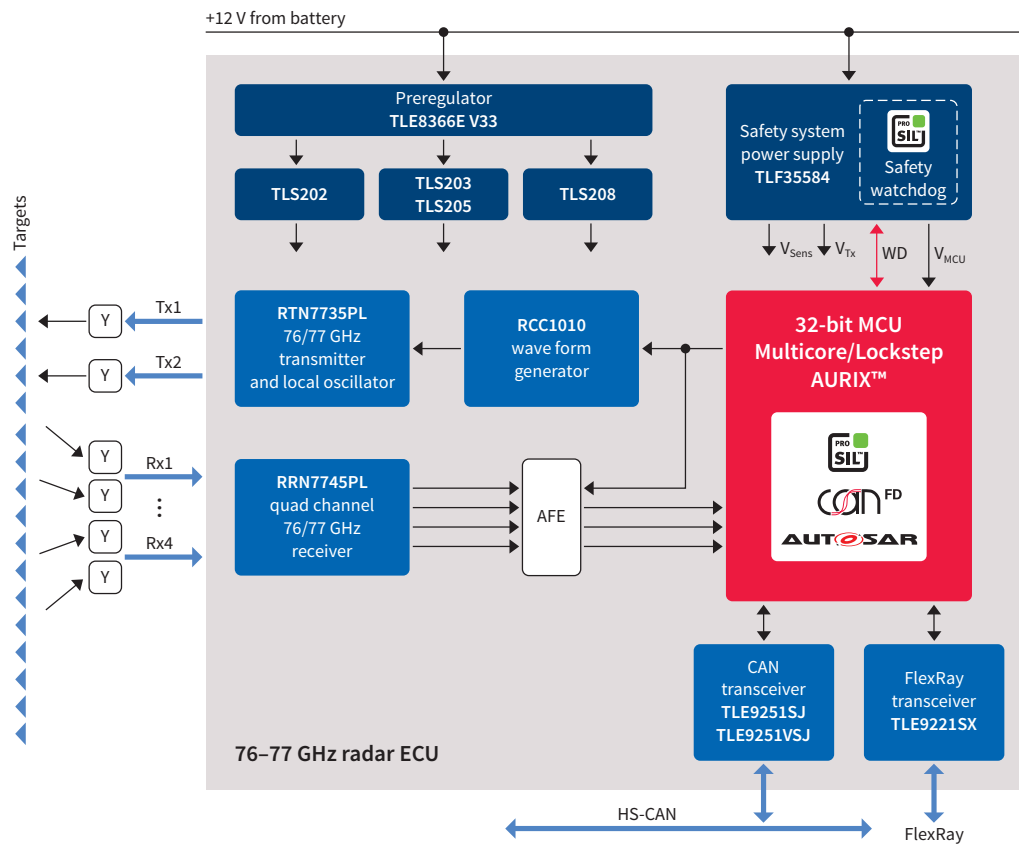 +12 V from battery
Preregulator
TLE8366E V33
TLS202
TLS203
TLS205
TLS208
Safety system
power supply
TLF35584
PRO
SIL™
Safety
watchdog
VSens
VTx
WD
VMCU
Targets
Y
Tx1
Y
Tx2
Y
Rx1
Y
⋮
Y
Rx4
Y
RTN7735PL
76/77 GHz
transmitter
and local oscillator
RCC1010
wave form
generator
32-bit MCU
Multicore/Lockstep
AURIX™
PRO
SIL™
CAN FD
AUTOSAR
RRN7745PL
quad channel
76/77 GHz
receiver
AFE
CAN
transceiver
TLE9251SJ
TLE9251VSJ
FlexRay
transceiver
TLE9221SX
76–77 GHz radar ECU
HS-CAN
FlexRay